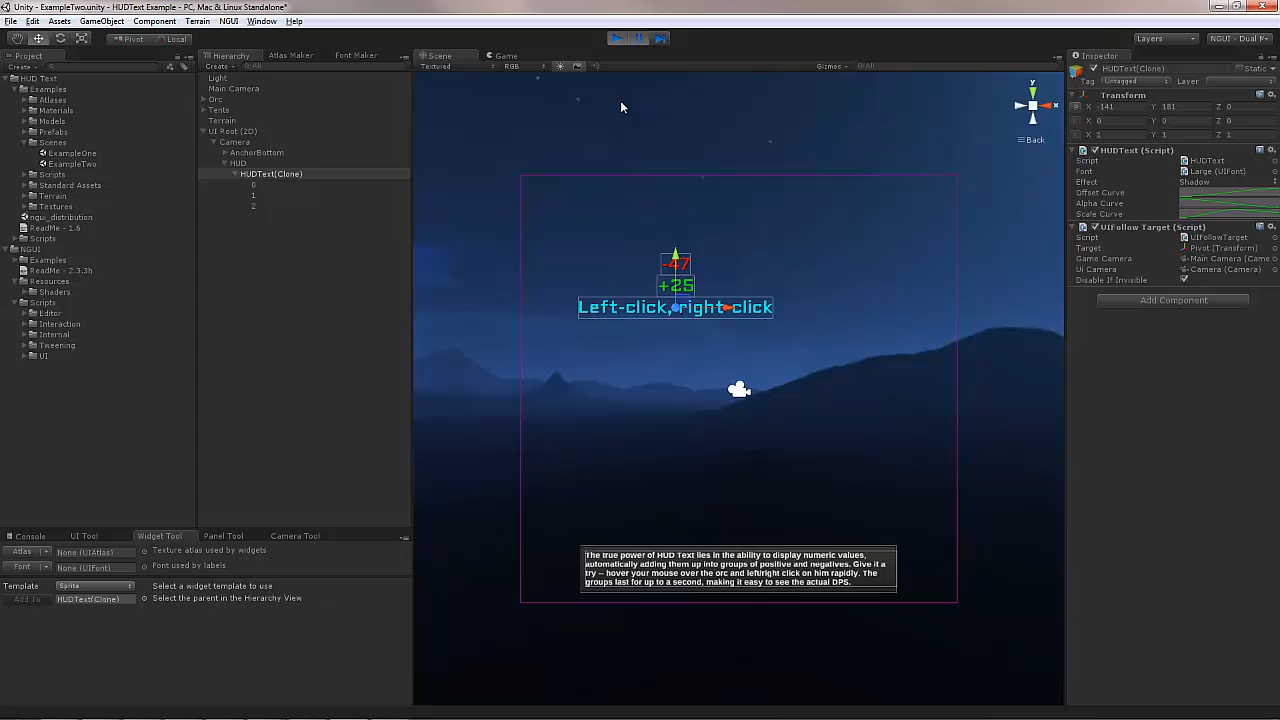 Unity - ExampleTwo.unity - HUDText Example - PC, Mac & Linux Standalone*
File Edit Assets GameObject Component Terrain NGUI Window Help
Pivot Local Layers NGUI - Dual M
Project
Create
HUD Text
Examples
Atlases
Materials
Models
Prefabs
Scenes
ExampleOne
ExampleTwo
Scripts
Standard Assets
Terrain
Textures
ngui_distribution
ReadMe - 1.6
Scripts
NGUI
Examples
ReadMe - 2.3.3h
Resources
Shaders
Scripts
Editor
Interaction
Internal
Tweening
UI
Hierarchy Atlas Maker Font Maker
Create All
Light
Main Camera
Orc
Tents
Terrain
UI Root (2D)
Camera
AnchorBottom
HUD
HUDText(Clone)
0
1
2
Scene Game
Textured RGB Gizmos All
y
x
Back
-47
+25
Left-click, right-click
The true power of HUD Text lies in the ability to display numeric values,
automatically adding them up into groups of positive and negatives. Give it a
try -- hover your mouse over the orc and left/right click on him rapidly. The
groups last for up to a second, making it easy to see the actual DPS.
Inspector
HUDText(Clone) Static
Tag Untagged Layer
Transform
P X -141 Y 181 Z 0
X 0 Y 0 Z 0
X 1 Y 1 Z 1
HUDText (Script)
Script HUDText
Font Large (UIFont)
Effect Shadow
Offset Curve
Alpha Curve
Scale Curve
UIFollow Target (Script)
Script UIFollowTarget
Target Pivot (Transform)
Game Camera Main Camera (Came
Ui Camera Camera (Camera)
Disable If Invisible
Add Component
Console UI Tool Widget Tool Panel Tool Camera Tool
Atlas None (UIAtlas) Texture atlas used by widgets
Font None (UIFont) Font used by labels
Template Sprite Select a widget template to use
Add To HUDText(Clone) Select the parent in the Hierarchy View